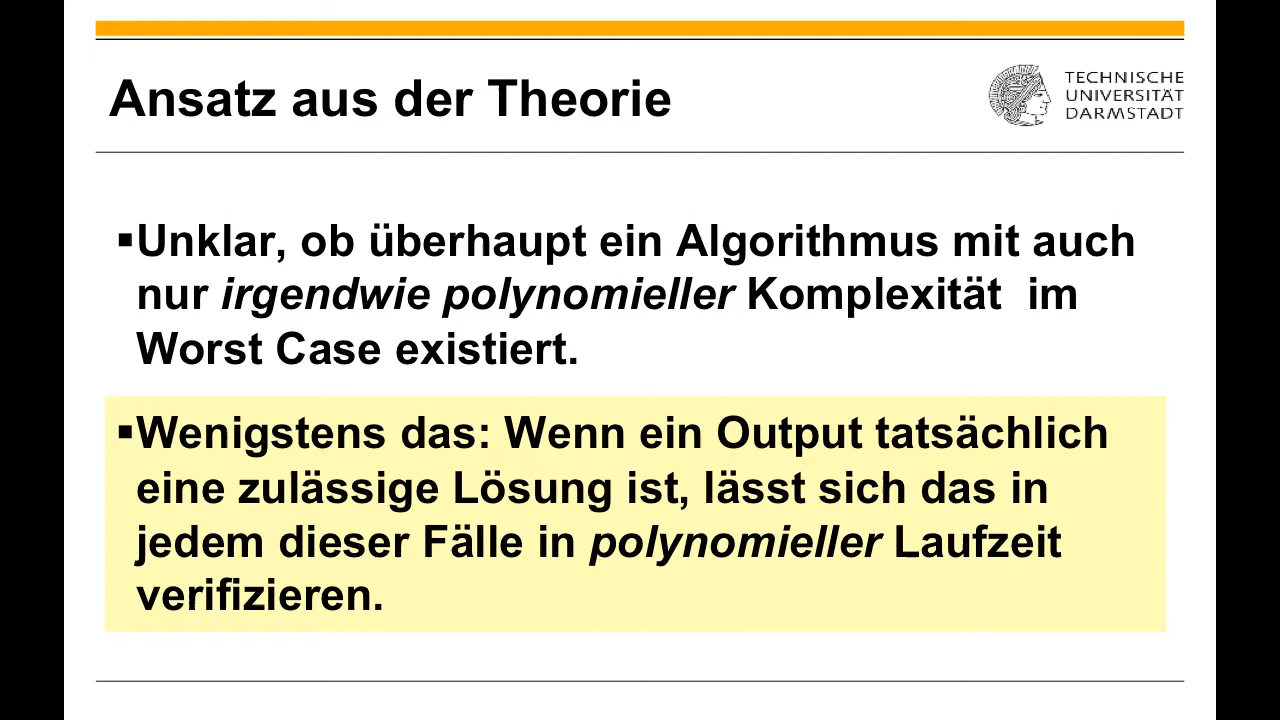 Ansatz aus der Theorie
TECHNISCHE
UNIVERSITÄT
DARMSTADT
▪Unklar, ob überhaupt ein Algorithmus mit auch
nur irgendwie polynomieller Komplexität im
Worst Case existiert.
▪Wenigstens das: Wenn ein Output tatsächlich
eine zulässige Lösung ist, lässt sich das in
jedem dieser Fälle in polynomieller Laufzeit
verifizieren.